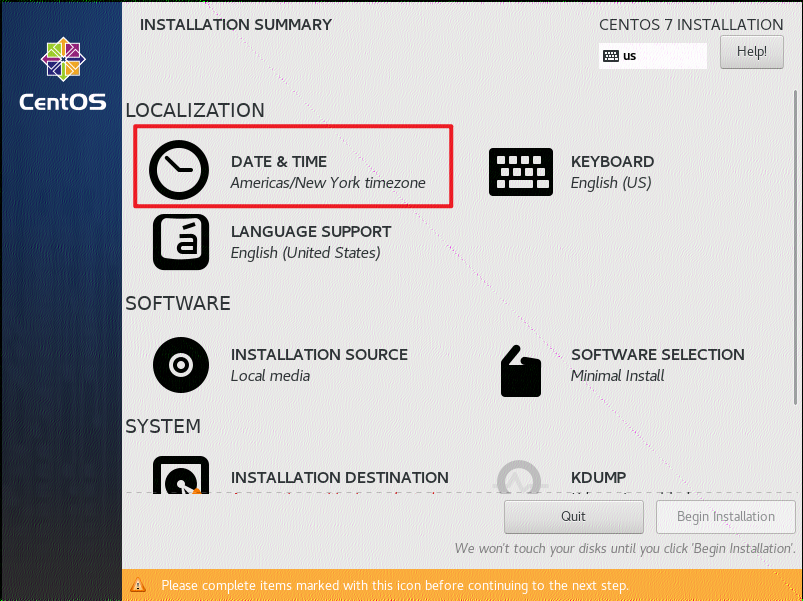 INSTALLATION SUMMARY
CENTOS 7 INSTALLATION
us
Help!
CentOS
LOCALIZATION
DATE & TIME
Americas/New York timezone
KEYBOARD
English (US)
LANGUAGE SUPPORT
English (United States)
SOFTWARE
INSTALLATION SOURCE
Local media
SOFTWARE SELECTION
Minimal Install
SYSTEM
INSTALLATION DESTINATION
KDUMP
Quit
Begin Installation
We won't touch your disks until you click 'Begin Installation'.
Please complete items marked with this icon before continuing to the next step.